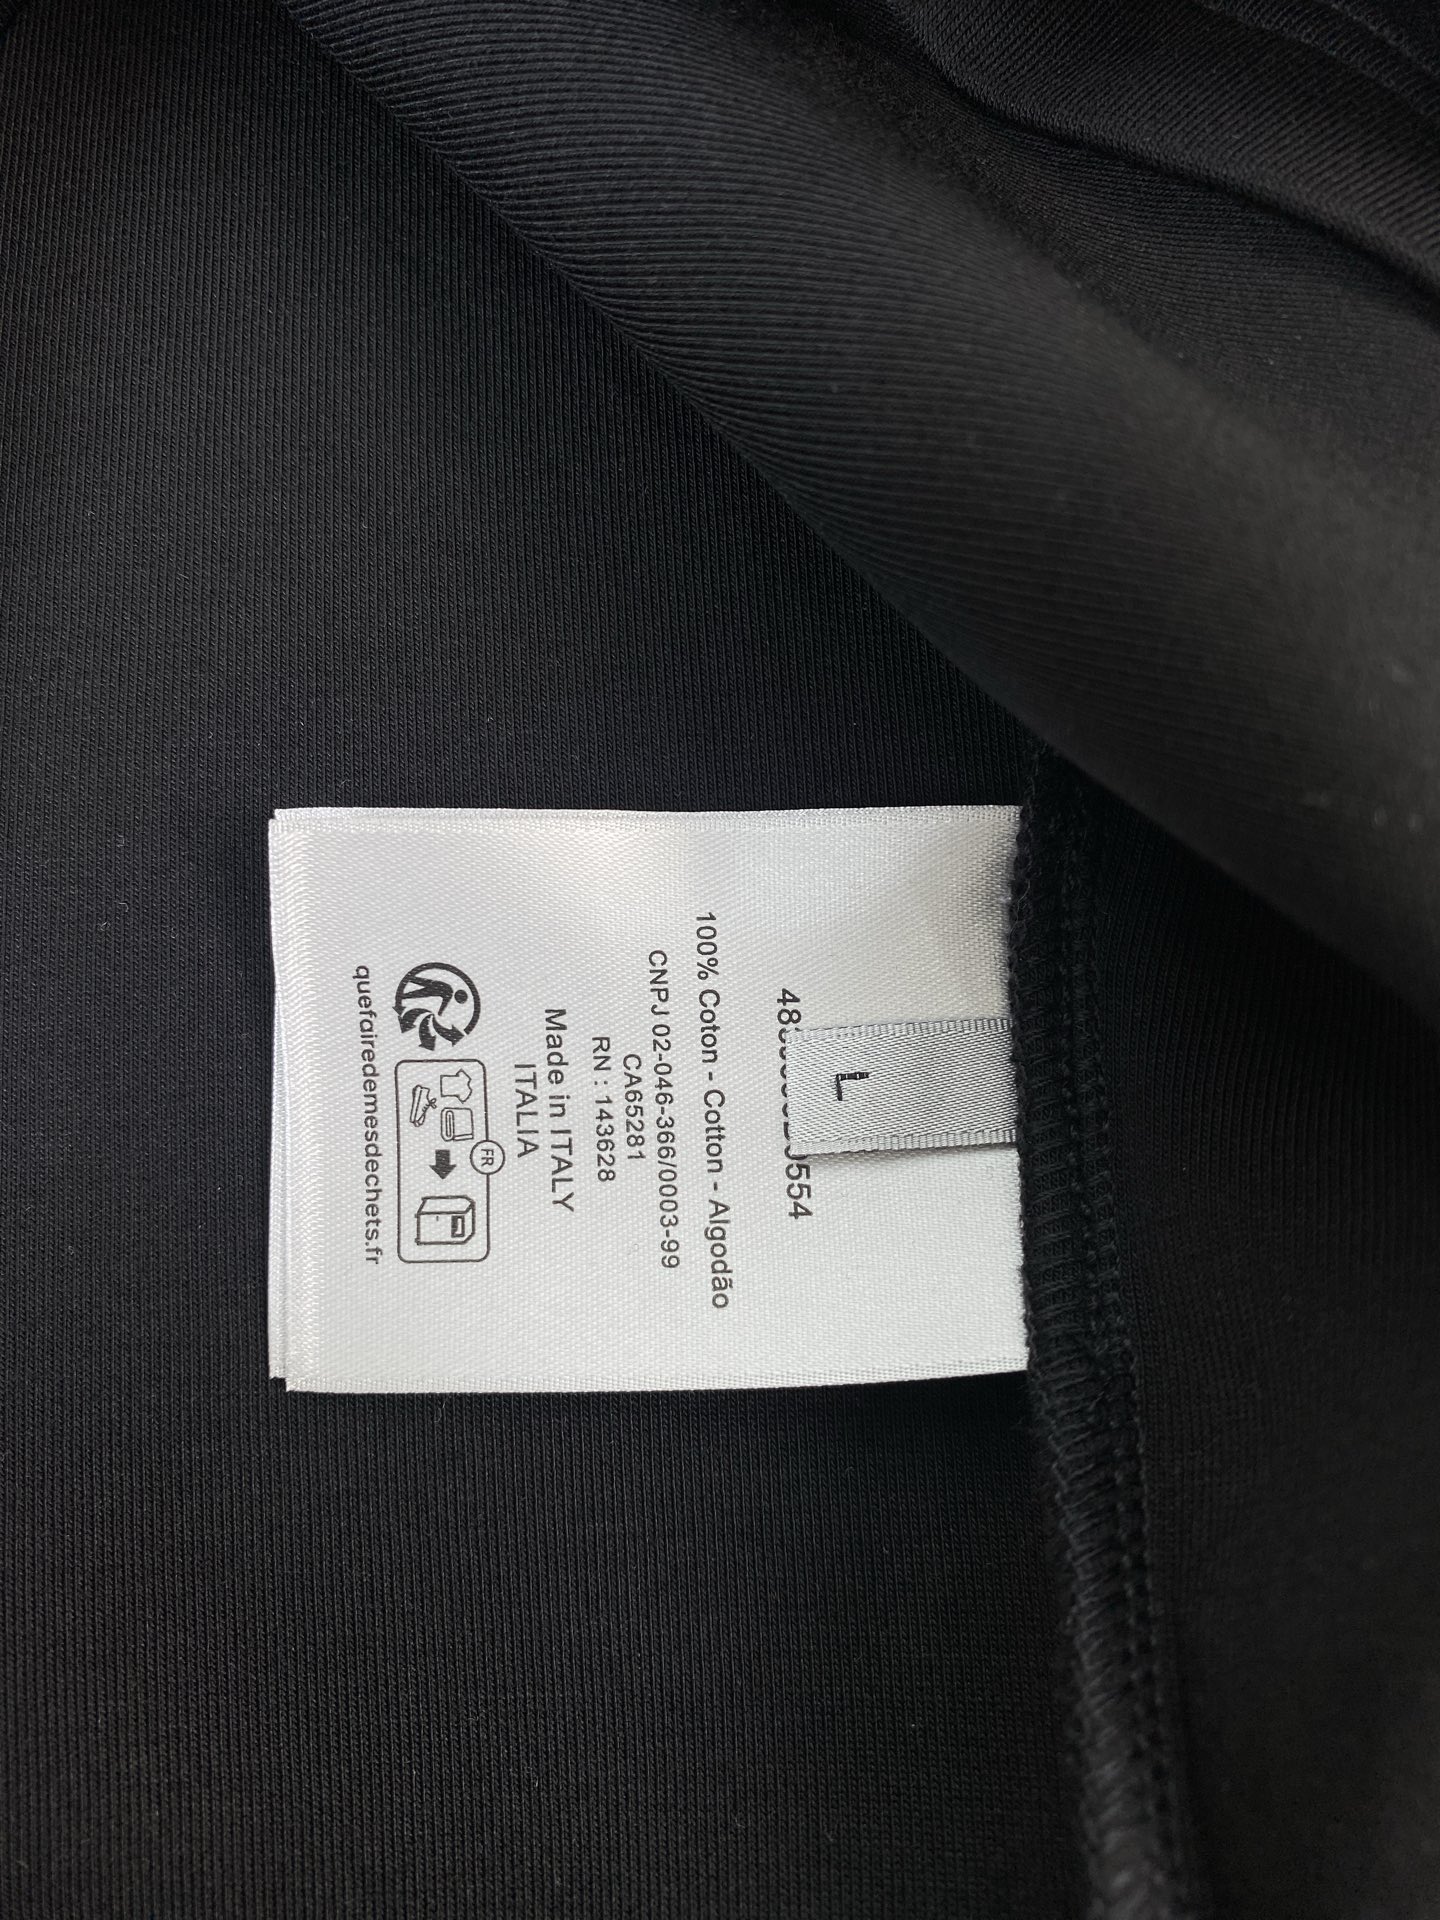 L
554
100% Coton - Cotton - Algodão
CNPJ 02-046-366/0003-99
CA65281
RN : 143628
Made in ITALY
ITALIA
FR
quefairedemesdechets.fr